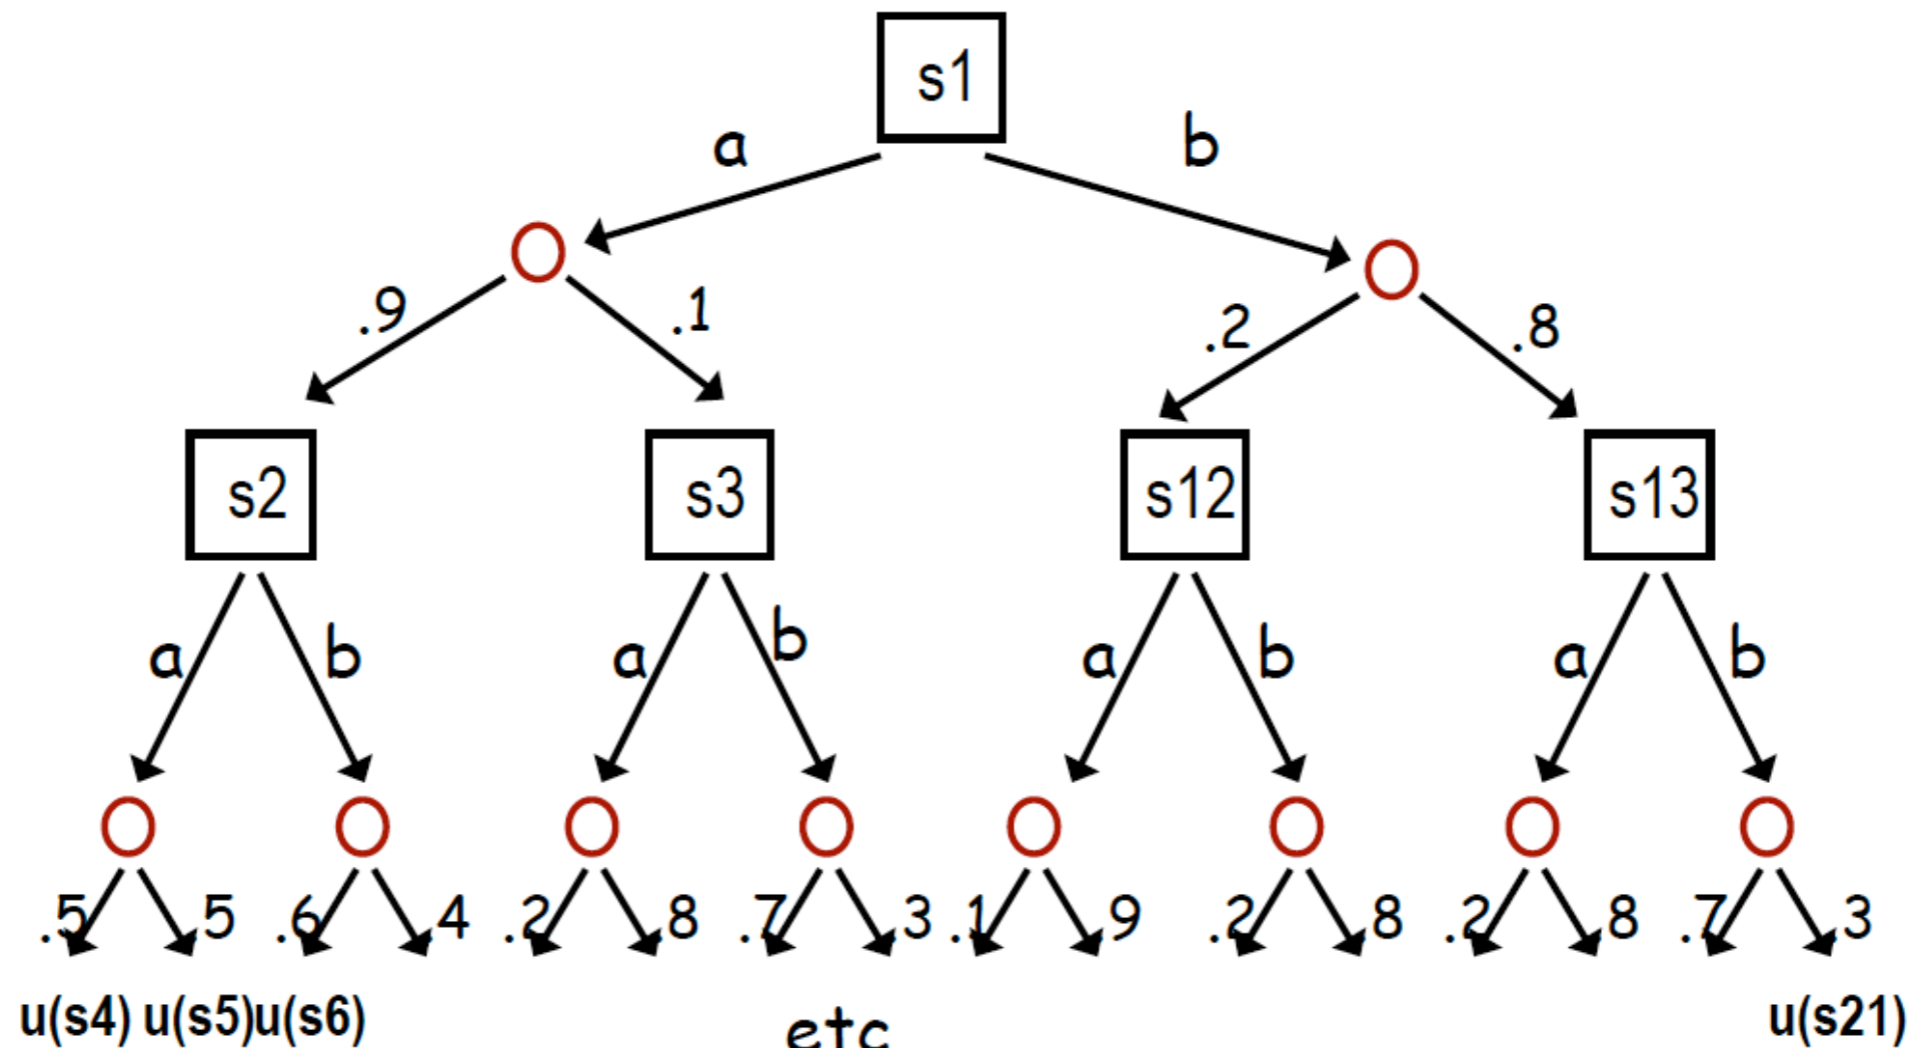 s1
a b
.9 .1 .2 .8
s2 s3 s12 s13
a b a b a b a b
.5 .5 .6 .4 .2 .8 .7 .3 .1 .9 .2 .8 .2 .8 .7 .3
u(s4) u(s5)u(s6) etc u(s21)